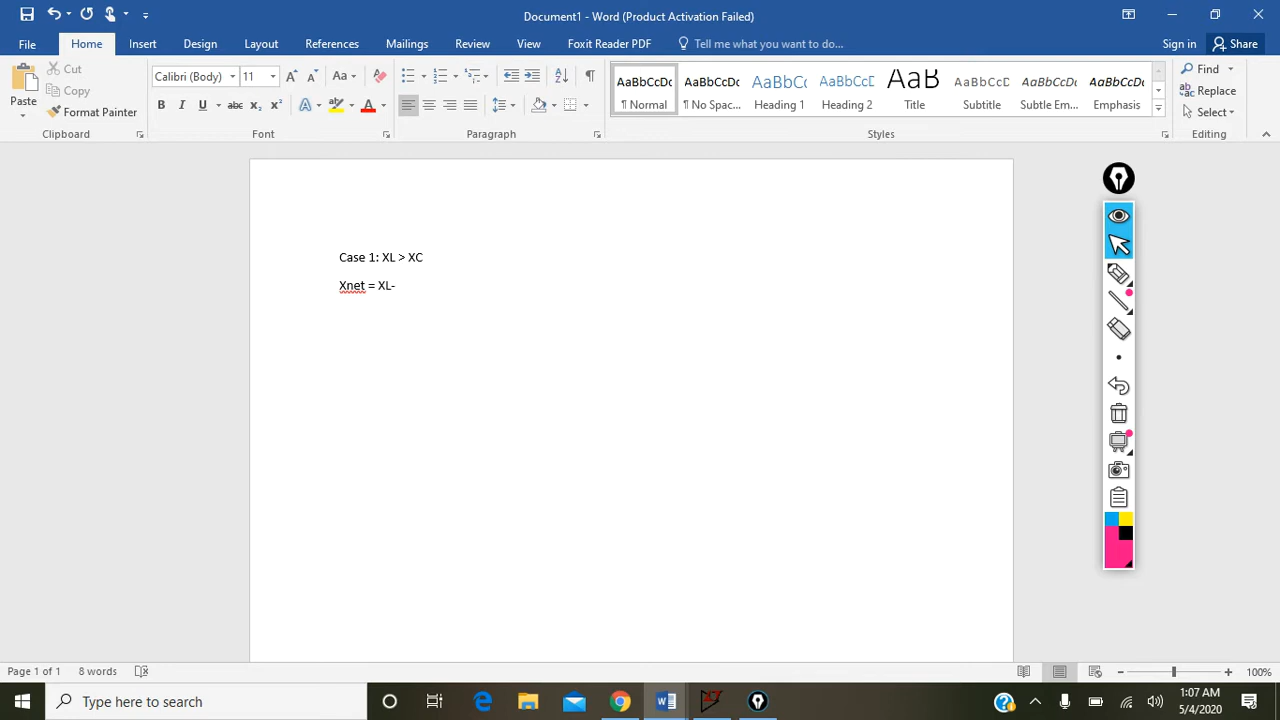 Document1 - Word (Product Activation Failed)
File Home Insert Design Layout References Mailings Review View Foxit Reader PDF Tell me what you want to do... Sign in Share
Paste
Cut
Copy
Format Painter
Clipboard
Calibri (Body) 11
Font
Paragraph
AaBbCcDc ¶ Normal
AaBbCcDc ¶ No Spac...
AaBbCc Heading 1
AaBbCcD Heading 2
AaB Title
AaBbCcD Subtitle
AaBbCcDc Subtle Em...
AaBbCcDc Emphasis
Styles
Find
Replace
Select
Editing
Case 1: XL > XC
Xnet = XL-
Page 1 of 1 8 words 100%
Type here to search
1:07 AM
5/4/2020